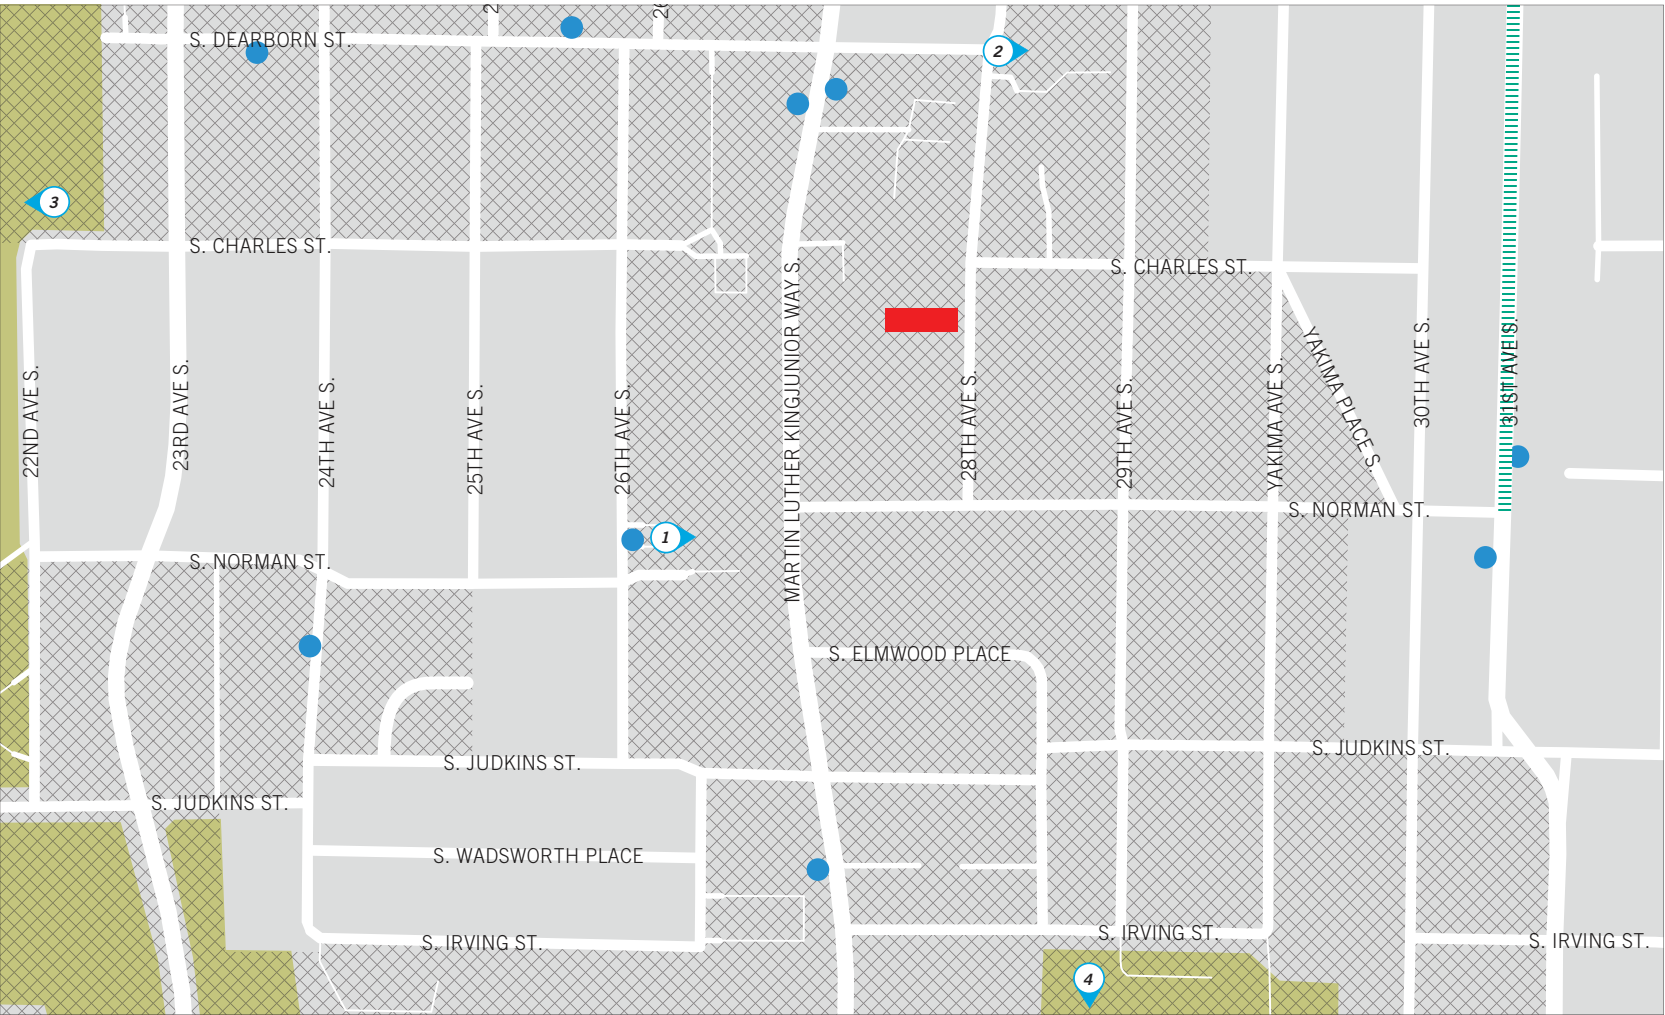 S. DEARBORN ST.
2
3
S. CHARLES ST.
S. CHARLES ST.
22ND AVE S.
23RD AVE S.
24TH AVE S.
25TH AVE S.
26TH AVE S.
MARTIN LUTHER KINGJUNIOR WAY S.
28TH AVE S.
29TH AVE S.
YAKIMA AVE S.
YAKIMA PLACE S.
30TH AVE S.
31ST AVE S.
S. NORMAN ST.
1
S. NORMAN ST.
S. ELMWOOD PLACE
S. JUDKINS ST.
S. JUDKINS ST.
S. JUDKINS ST.
S. WADSWORTH PLACE
S. IRVING ST.
S. IRVING ST.
S. IRVING ST.
4